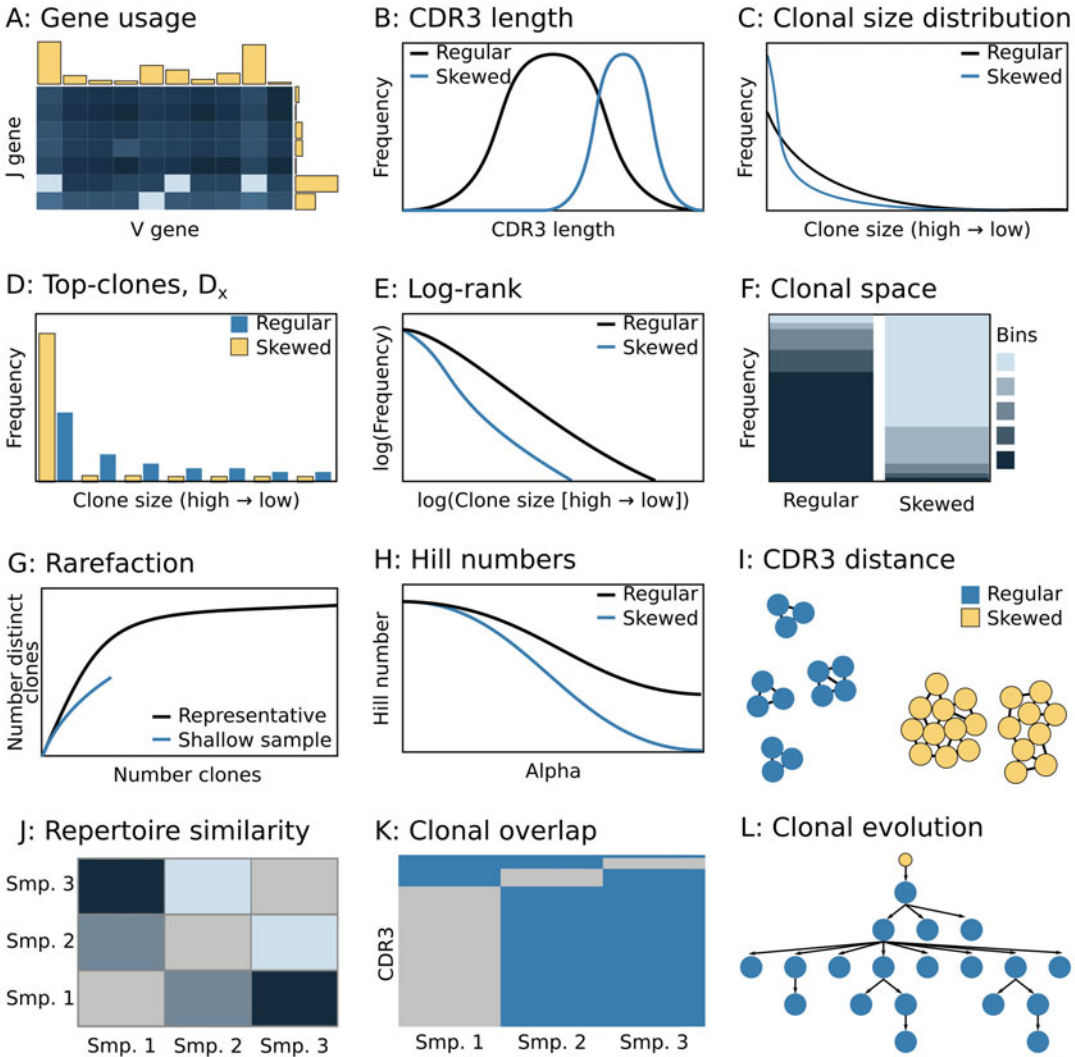 A: Gene usage
J gene
V gene
B: CDR3 length
Regular
Skewed
Frequency
CDR3 length
C: Clonal size distribution
Regular
Skewed
Frequency
Clone size (high → low)
D: Top-clones, Dx
Regular
Skewed
Frequency
Clone size (high → low)
E: Log-rank
Regular
Skewed
log(Frequency)
log(Clone size [high → low])
F: Clonal space
Frequency
Bins
Regular
Skewed
G: Rarefaction
Number distinct
clones
Representative
Shallow sample
Number clones
H: Hill numbers
Regular
Skewed
Hill number
Alpha
I: CDR3 distance
Regular
Skewed
J: Repertoire similarity
Smp. 3
Smp. 2
Smp. 1
Smp. 1 Smp. 2 Smp. 3
K: Clonal overlap
CDR3
Smp. 1 Smp. 2 Smp. 3
L: Clonal evolution